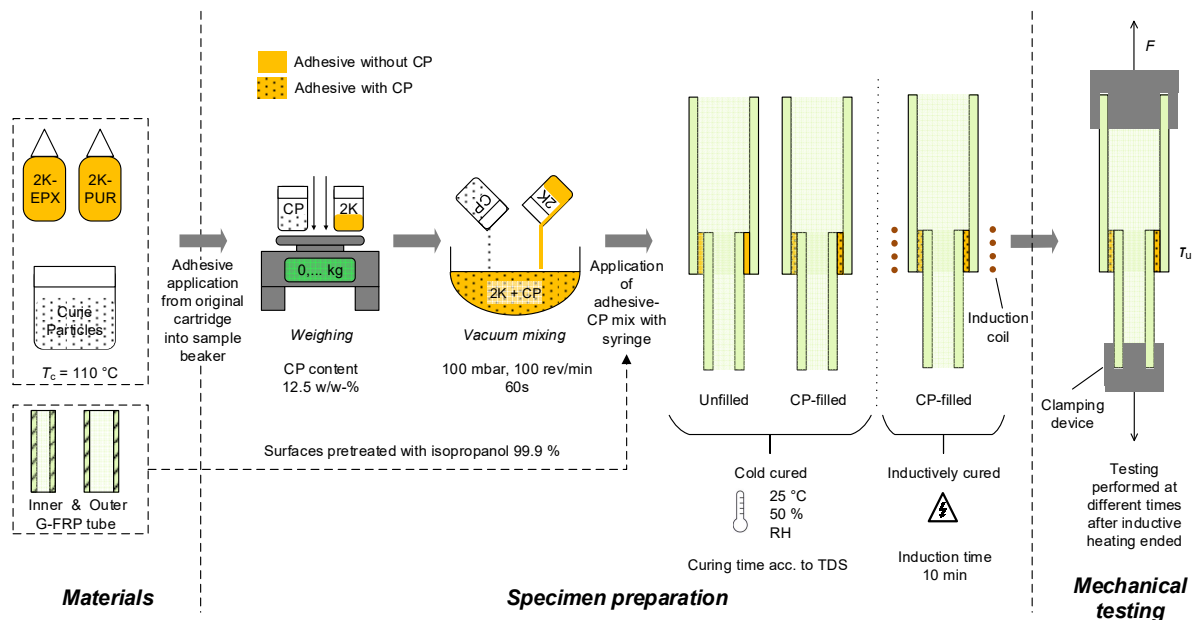 Adhesive without CP
Adhesive with CP
2K-
EPX
2K-
PUR
Curie
Particles
Tc = 110 °C
Inner & Outer
G-FRP tube
Adhesive
application
from original
cartridge
into sample
beaker
CP
2K
0,... kg
Weighing
CP content
12.5 w/w-%
CP
2K
2K + CP
Vacuum mixing
100 mbar, 100 rev/min
60s
Application
of
adhesive-
CP mix with
syringe
Surfaces pretreated with isopropanol 99.9 %
Unfilled
CP-filled
CP-filled
Induction
coil
Cold cured
25 °C
50 %
RH
Curing time acc. to TDS
Inductively cured
Induction time
10 min
F
Tu
Clamping
device
Testing
performed at
different times
after inductive
heating ended
Materials
Specimen preparation
Mechanical
testing